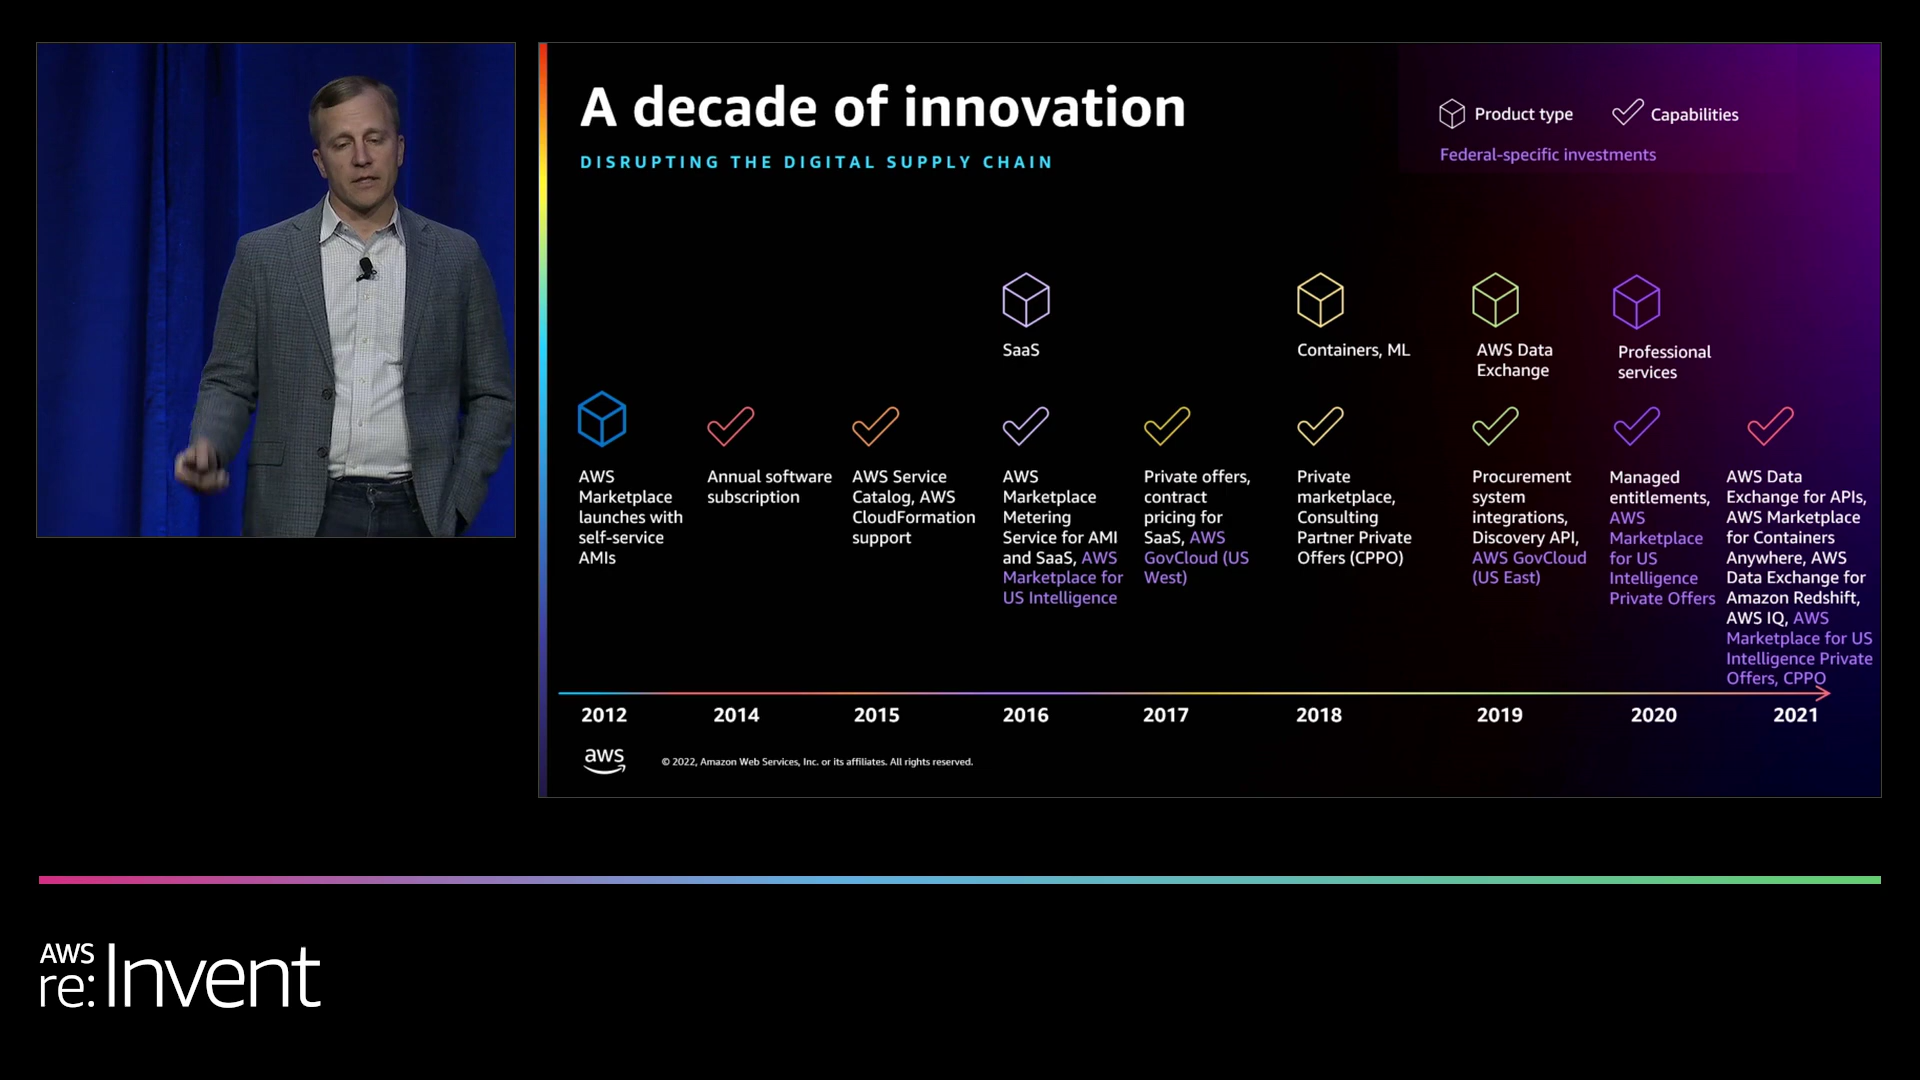 A decade of innovation
DISRUPTING THE DIGITAL SUPPLY CHAIN
Product type
Capabilities
Federal-specific investments
SaaS
Containers, ML
AWS Data
Exchange
Professional
services
AWS
Marketplace
launches with
self-service
AMIs
Annual software
subscription
AWS Service
Catalog, AWS
CloudFormation
support
AWS
Marketplace
Metering
Service for AMI
and SaaS, AWS
Marketplace for
US Intelligence
Private offers,
contract
pricing for
SaaS, AWS
GovCloud (US
West)
Private
marketplace,
Consulting
Partner Private
Offers (CPPO)
Procurement
system
integrations,
Discovery API,
AWS GovCloud
(US East)
Managed
entitlements,
AWS
Marketplace
for US
Intelligence
Private Offers
AWS Data
Exchange for APIs,
AWS Marketplace
for Containers
Anywhere, AWS
Data Exchange for
Amazon Redshift,
AWS IQ, AWS
Marketplace for US
Intelligence Private
Offers, CPPO
2012
2014
2015
2016
2017
2018
2019
2020
2021
aws
© 2022, Amazon Web Services, Inc. or its affiliates. All rights reserved.
AWS
re:Invent